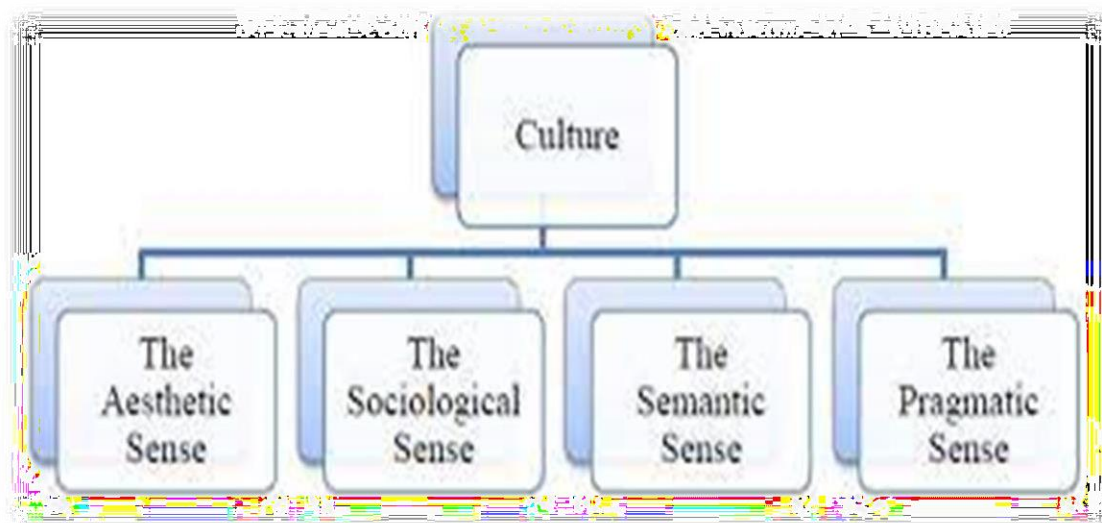 Culture
The
Aesthetic
Sense
The
Sociological
Sense
The
Semantic
Sense
The
Pragmatic
Sense